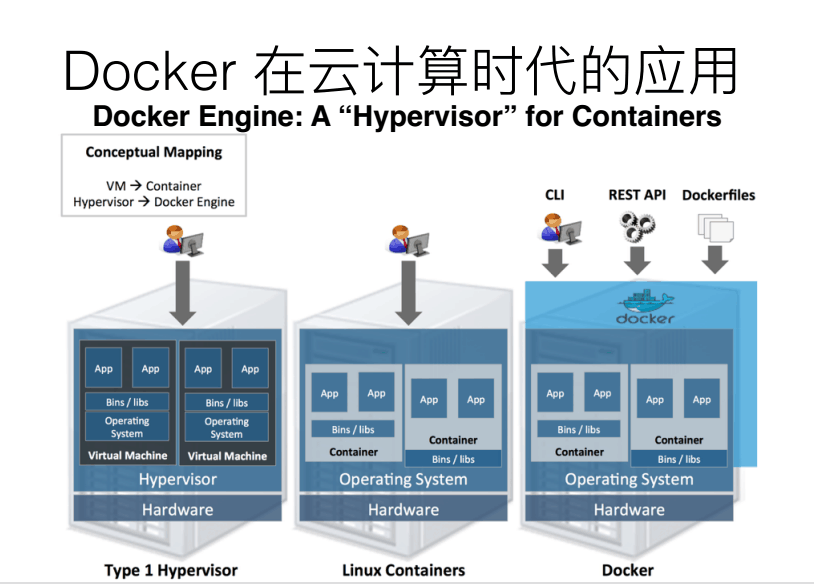 Docker 在云计算时代的应用
Docker Engine: A “Hypervisor” for Containers
Conceptual Mapping
VM → Container
Hypervisor → Docker Engine
CLI
REST API
Dockerfiles
App
App
App
App
Bins / libs
Bins / libs
Operating
System
Operating
System
Virtual Machine
Virtual Machine
Hypervisor
Hardware
Type 1 Hypervisor
App
App
App
App
Bins / libs
Container
Container
Bins / libs
Operating System
Hardware
Linux Containers
docker
App
App
App
App
Bins / libs
Container
Container
Bins / libs
Operating System
Hardware
Docker